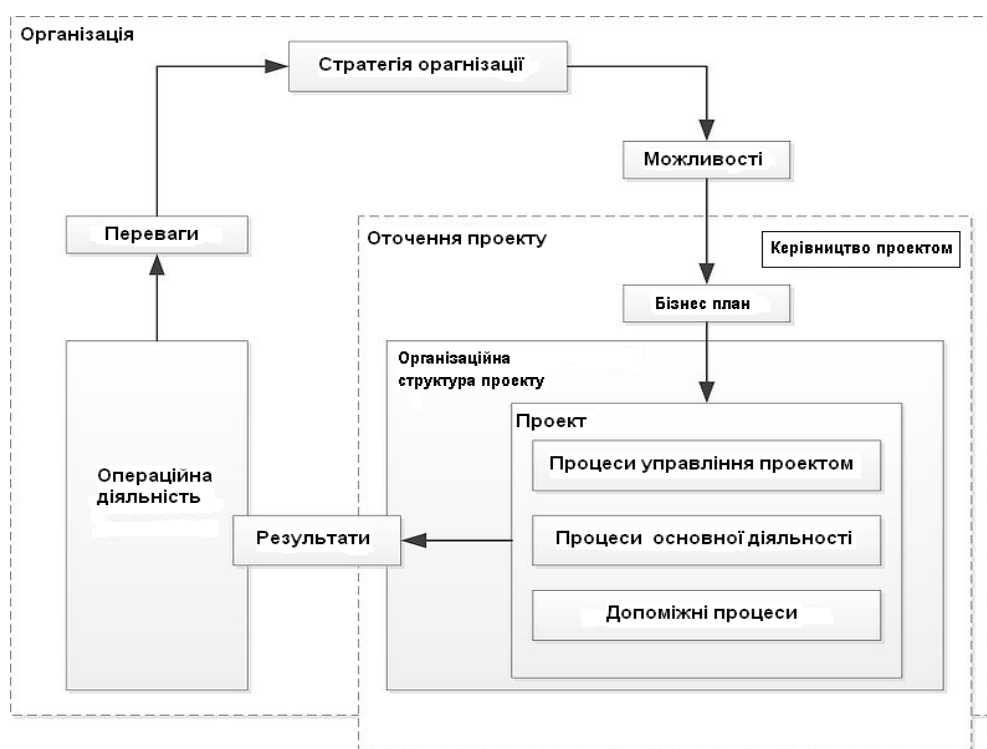 Організація
Стратегія орагнізації
Можливості
Переваги
Оточення проекту
Керівництво проектом
Бізнес план
Організаційна
структура проекту
Проект
Процеси управління проектом
Операційна
діяльність
Результати
Процеси основної діяльності
Допоміжні процеси